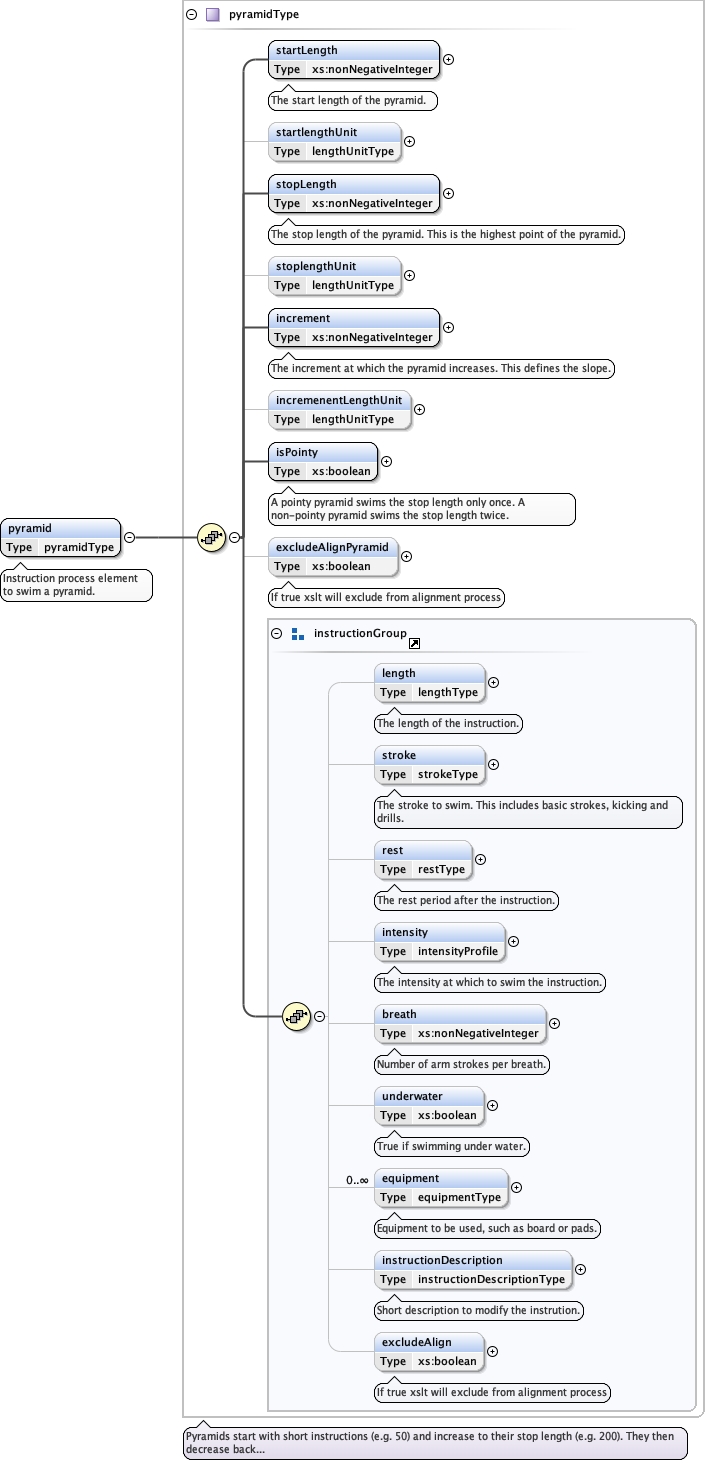 pyramidType
startLength
Type xs:nonNegativeInteger
The start length of the pyramid.
startlengthUnit
Type lengthUnitType
stopLength
Type xs:nonNegativeInteger
The stop length of the pyramid. This is the highest point of the pyramid.
stoplengthUnit
Type lengthUnitType
increment
Type xs:nonNegativeInteger
The increment at which the pyramid increases. This defines the slope.
incremenentLengthUnit
Type lengthUnitType
isPointy
Type xs:boolean
A pointy pyramid swims the stop length only once. A
non-pointy pyramid swims the stop length twice.
pyramid
Type pyramidType
Instruction process element
to swim a pyramid.
excludeAlignPyramid
Type xs:boolean
If true xslt will exclude from alignment process
instructionGroup
length
Type lengthType
The length of the instruction.
stroke
Type strokeType
The stroke to swim. This includes basic strokes, kicking and
drills.
rest
Type restType
The rest period after the instruction.
intensity
Type intensityProfile
The intensity at which to swim the instruction.
breath
Type xs:nonNegativeInteger
Number of arm strokes per breath.
underwater
Type xs:boolean
True if swimming under water.
0..∞
equipment
Type equipmentType
Equipment to be used, such as board or pads.
instructionDescription
Type instructionDescriptionType
Short description to modify the instrution.
excludeAlign
Type xs:boolean
If true xslt will exclude from alignment process
Pyramids start with short instructions (e.g. 50) and increase to their stop length (e.g. 200). They then
decrease back...